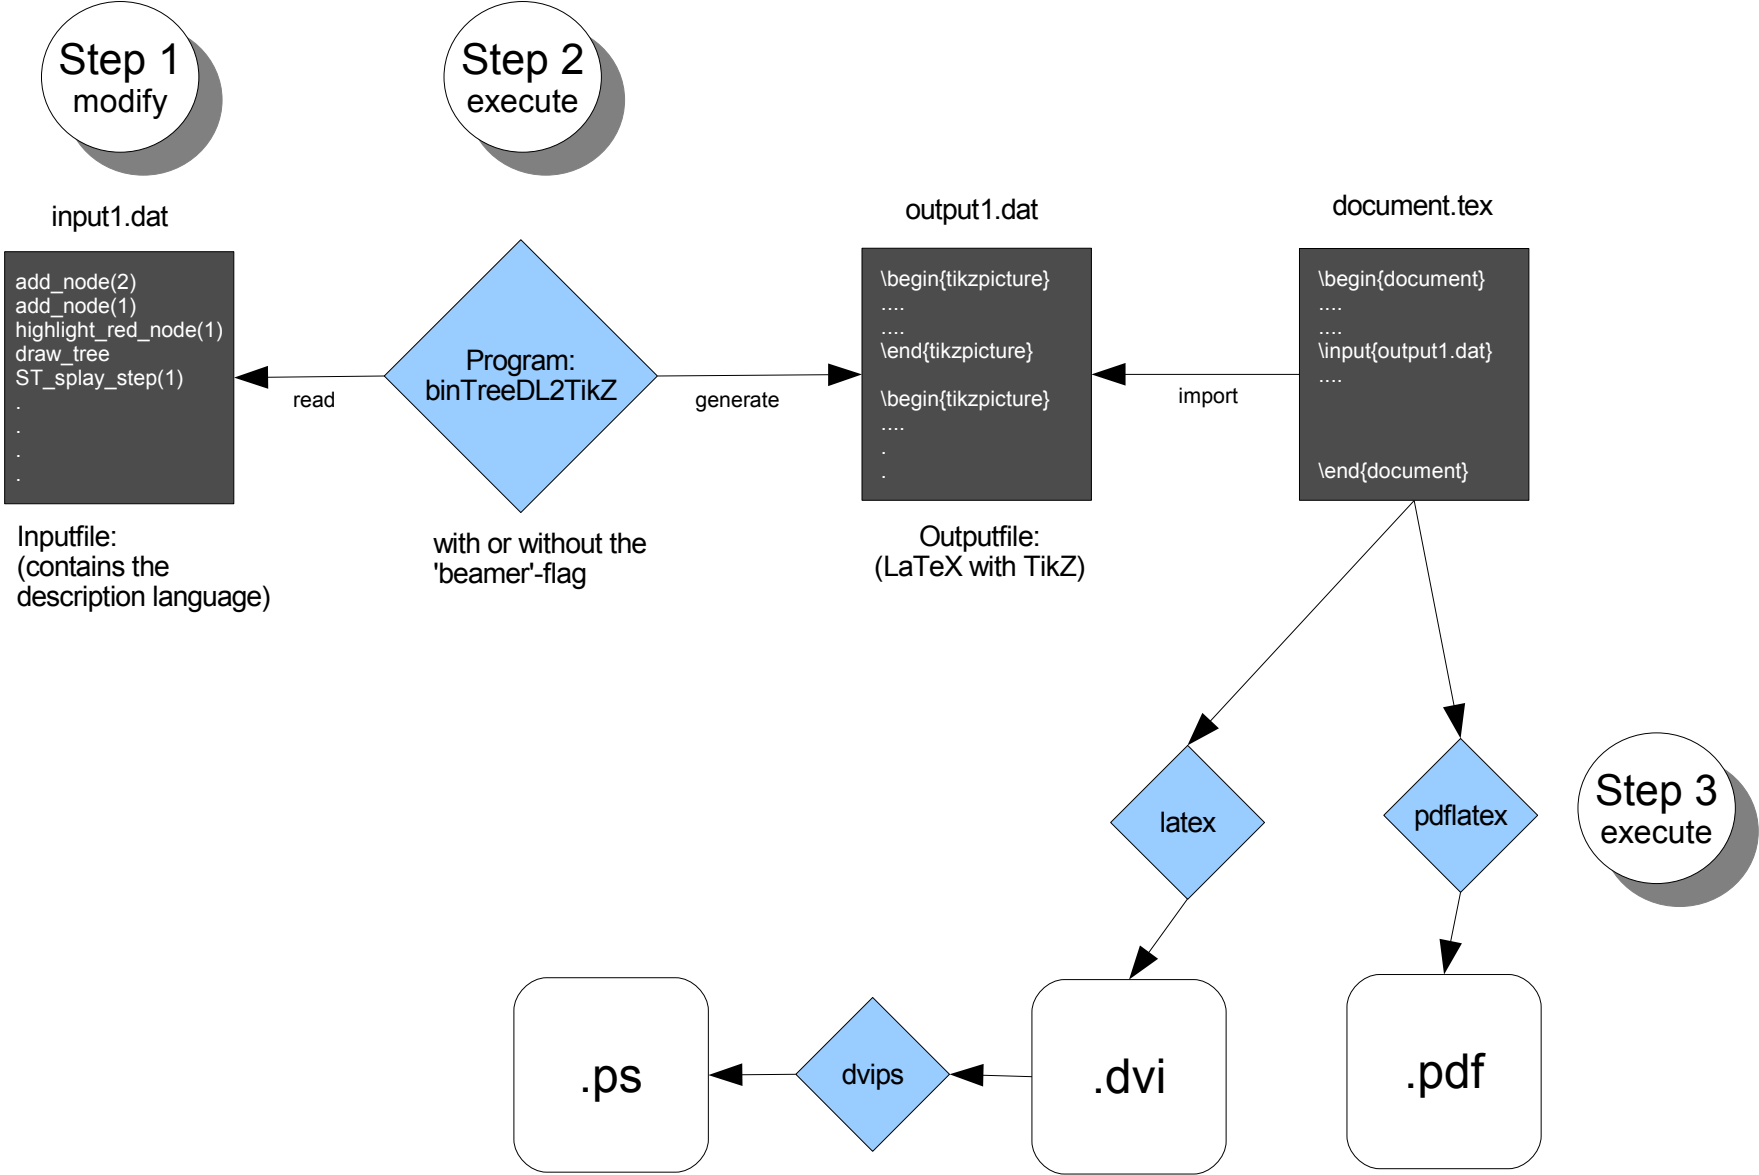 Step 1
modify
Step 2
execute
input1.dat
output1.dat
document.tex
add_node(2)
add_node(1)
highlight_red_node(1)
draw_tree
ST_splay_step(1)
.
.
.
.
read
Program:
binTreeDL2TikZ
generate
\begin{tikzpicture}
....
....
\end{tikzpicture}
\begin{tikzpicture}
....
.
.
import
\begin{document}
....
....
\input{output1.dat}
....
\end{document}
Inputfile:
(contains the
description language)
with or without the
'beamer'-flag
Outputfile:
(LaTeX with TikZ)
latex
pdflatex
Step 3
execute
.ps
dvips
.dvi
.pdf